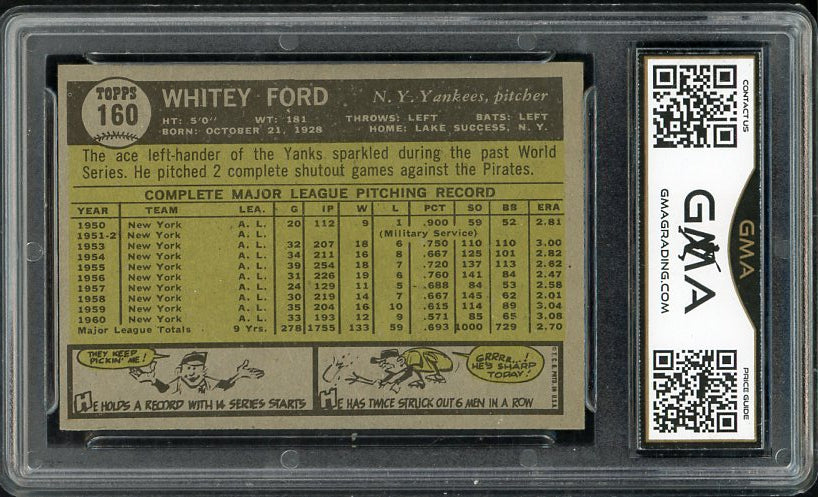 TOPPS
160
WHITEY FORD N. Y. Yankees, pitcher
HT: 5'0" WT: 181 THROWS: LEFT BATS: LEFT
BORN: OCTOBER 21, 1928 HOME: LAKE SUCCESS, N. Y.
The ace left-hander of the Yanks sparkled during the past World
Series. He pitched 2 complete shutout games against the Pirates.
COMPLETE MAJOR LEAGUE PITCHING RECORD
YEAR TEAM LEA. G IP W L PCT SO BB ERA
1950 New York A. L. 20 112 9 1 .900 59 52 2.81
1951-2 New York A. L. (Military Service)
1953 New York A. L. 32 207 18 6 .750 110 110 3.00
1954 New York A. L. 34 211 16 8 .667 125 101 2.82
1955 New York A. L. 39 254 18 7 .720 137 113 2.62
1956 New York A. L. 31 226 19 6 .760 141 84 2.47
1957 New York A. L. 24 129 11 5 .688 84 53 2.58
1958 New York A. L. 30 219 14 7 .667 145 62 2.01
1959 New York A. L. 35 204 16 10 .615 114 89 3.04
1960 New York A. L. 33 193 12 9 .571 85 65 3.08
Major League Totals 9 Yrs. 278 1755 133 59 .693 1000 729 2.70
THEY KEEP
PICKIN' ME!
HE HOLDS A RECORD WITH 14 SERIES STARTS
GRRR...!
HE'S SHARP
TODAY!
HE HAS TWICE STRUCK OUT 6 MEN IN A ROW
© T.C.G. PRTD. IN U.S.A.
CONTACT US
GMA
GMA
GMAGRADING.COM
PRICE GUIDE